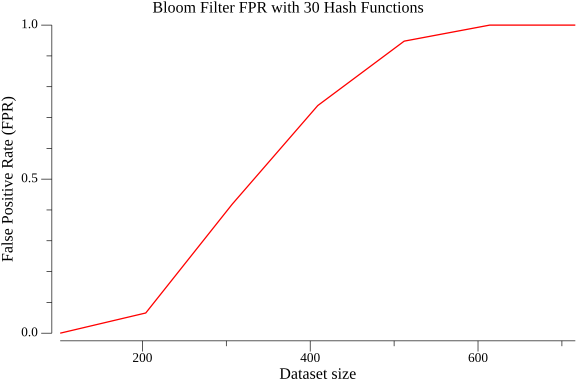 Bloom Filter FPR with 30 Hash Functions
1.0
0.5
0.0
False Positive Rate (FPR)
200
400
600
Dataset size